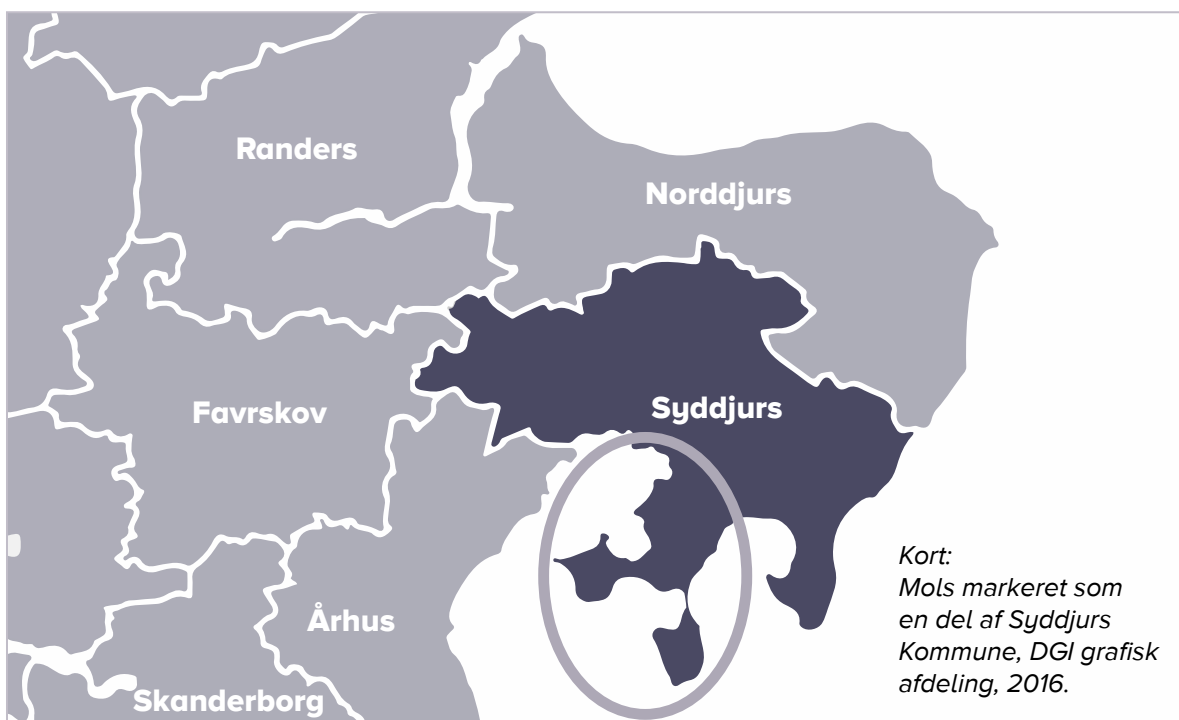 Randers
Norddjurs
Favrskov
Syddjurs
Århus
Skanderborg
Kort:
Mols markeret som
en del af Syddjurs
Kommune, DGI grafisk
afdeling, 2016.